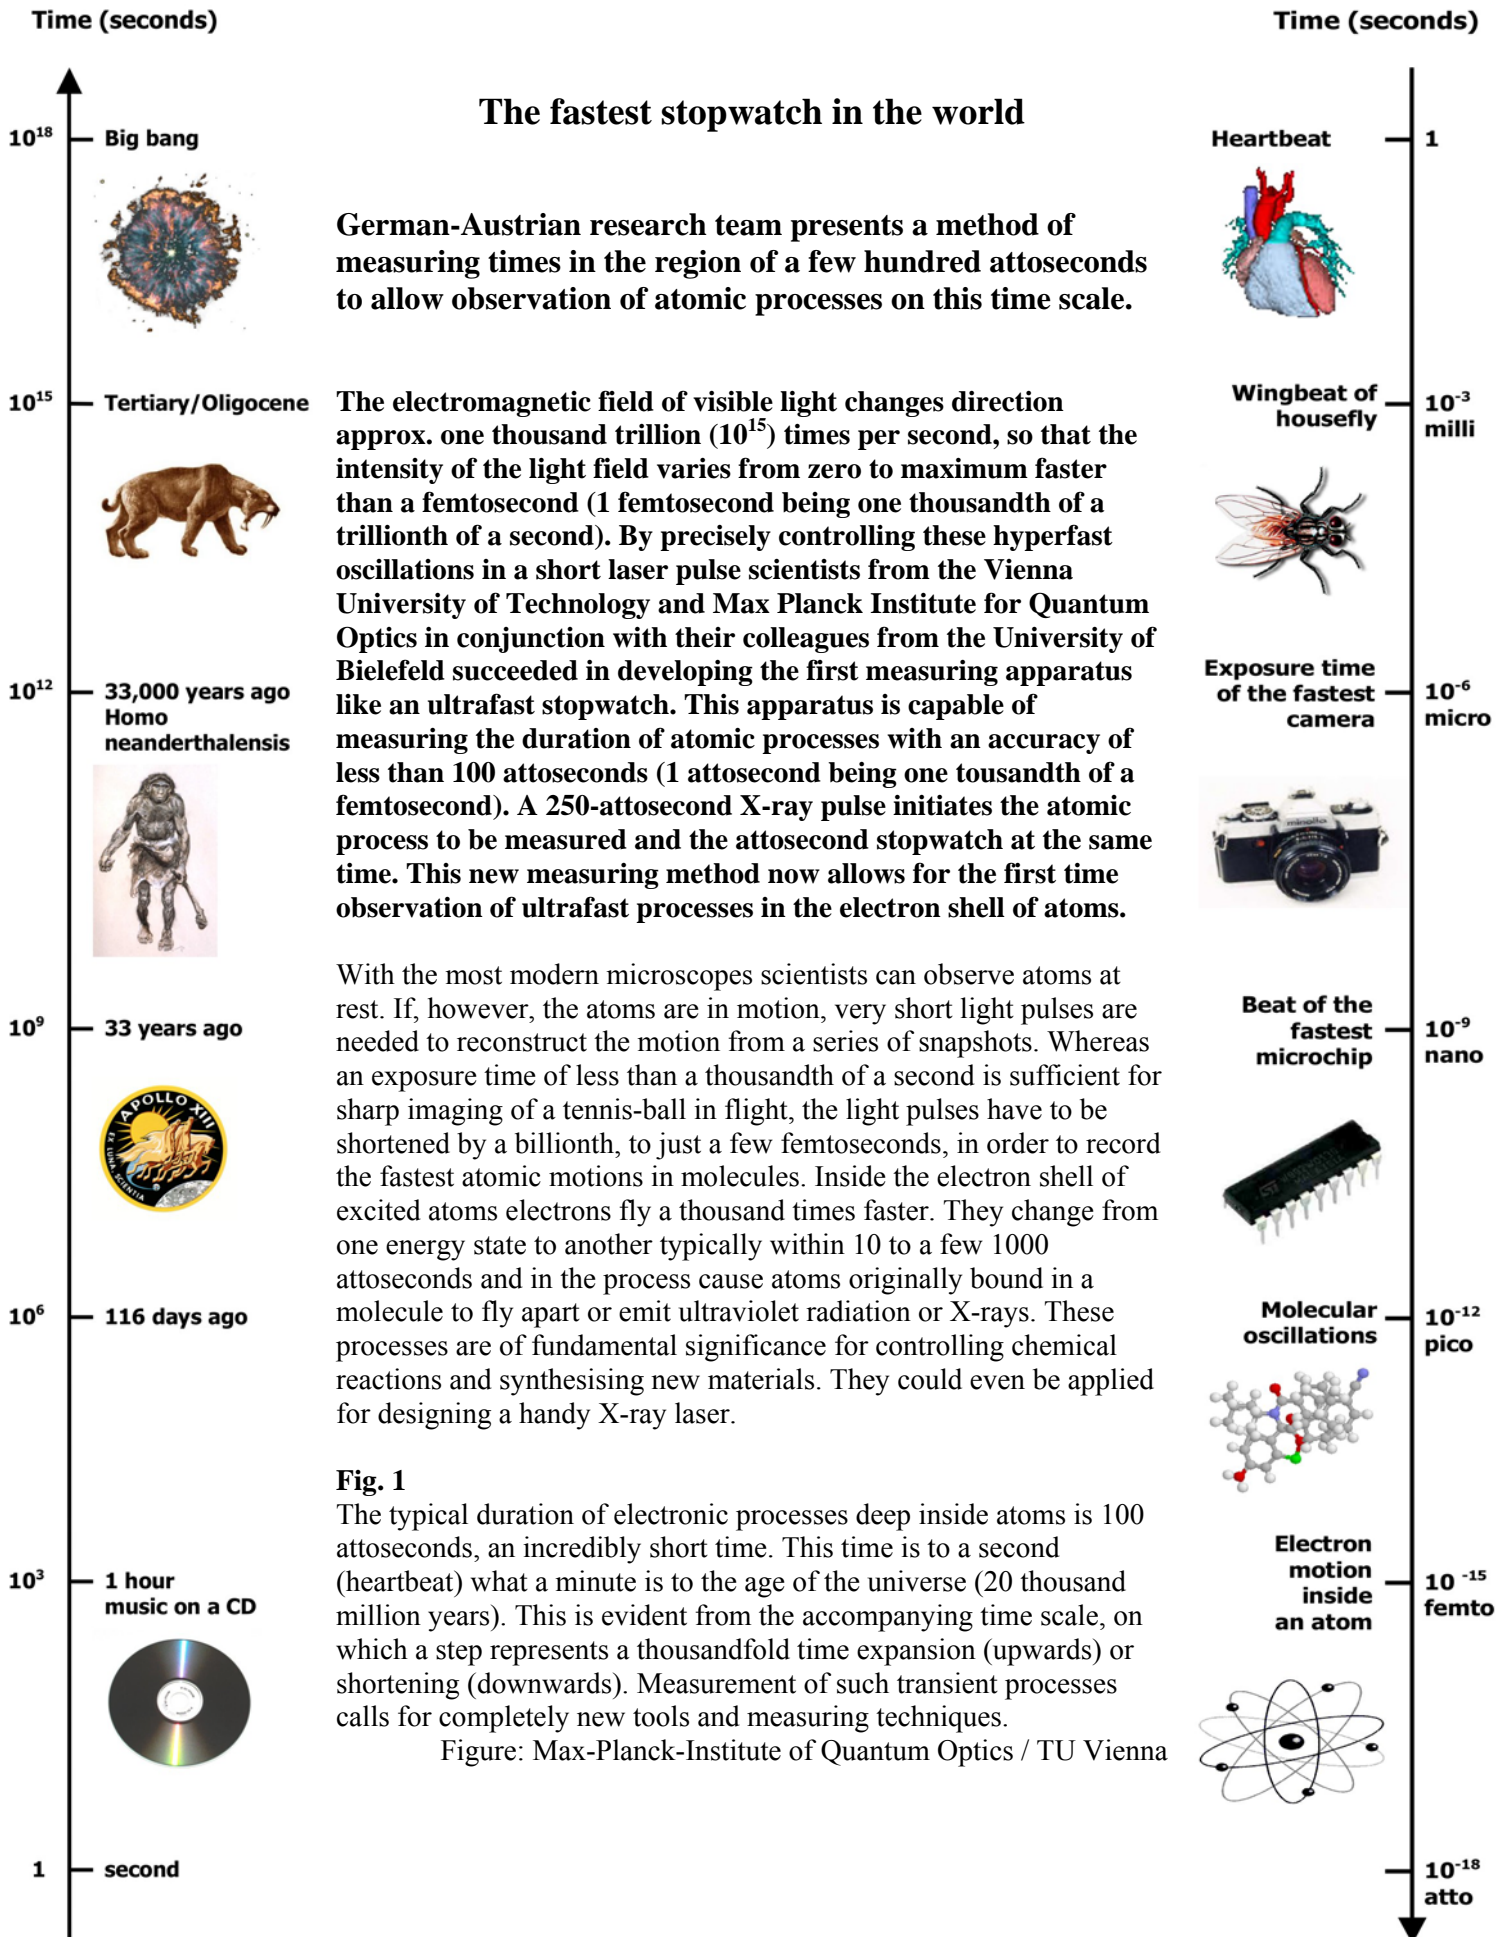 Time (seconds)
Time (seconds)
The fastest stopwatch in the world
10¹⁸
Big bang
German-Austrian research team presents a method of
measuring times in the region of a few hundred attoseconds
to allow observation of atomic processes on this time scale.
10¹⁵
Tertiary/Oligocene
The electromagnetic field of visible light changes direction
approx. one thousand trillion (10¹⁵) times per second, so that the
intensity of the light field varies from zero to maximum faster
than a femtosecond (1 femtosecond being one thousandth of a
trillionth of a second). By precisely controlling these hyperfast
oscillations in a short laser pulse scientists from the Vienna
University of Technology and Max Planck Institute for Quantum
Optics in conjunction with their colleagues from the University of
Bielefeld succeeded in developing the first measuring apparatus
like an ultrafast stopwatch. This apparatus is capable of
measuring the duration of atomic processes with an accuracy of
less than 100 attoseconds (1 attosecond being one tousandth of a
femtosecond). A 250-attosecond X-ray pulse initiates the atomic
process to be measured and the attosecond stopwatch at the same
time. This new measuring method now allows for the first time
observation of ultrafast processes in the electron shell of atoms.
10¹²
33,000 years ago
Homo
neanderthalensis
With the most modern microscopes scientists can observe atoms at
rest. If, however, the atoms are in motion, very short light pulses are
needed to reconstruct the motion from a series of snapshots. Whereas
an exposure time of less than a thousandth of a second is sufficient for
sharp imaging of a tennis-ball in flight, the light pulses have to be
shortened by a billionth, to just a few femtoseconds, in order to record
the fastest atomic motions in molecules. Inside the electron shell of
excited atoms electrons fly a thousand times faster. They change from
one energy state to another typically within 10 to a few 1000
attoseconds and in the process cause atoms originally bound in a
molecule to fly apart or emit ultraviolet radiation or X-rays. These
processes are of fundamental significance for controlling chemical
reactions and synthesising new materials. They could even be applied
for designing a handy X-ray laser.
10⁹
33 years ago
APOLLO XIII
EX LUNA, SCIENTIA
10⁶
116 days ago
Fig. 1
The typical duration of electronic processes deep inside atoms is 100
attoseconds, an incredibly short time. This time is to a second
(heartbeat) what a minute is to the age of the universe (20 thousand
million years). This is evident from the accompanying time scale, on
which a step represents a thousandfold time expansion (upwards) or
shortening (downwards). Measurement of such transient processes
calls for completely new tools and measuring techniques.
Figure: Max-Planck-Institute of Quantum Optics / TU Vienna
10³
1 hour
music on a CD
1
second
Heartbeat
1
Wingbeat of
housefly
10⁻³
milli
Exposure time
of the fastest
camera
10⁻⁶
micro
minolta
Beat of the
fastest
microchip
10⁻⁹
nano
Molecular
oscillations
10⁻¹²
pico
Electron
motion
inside
an atom
10 ⁻¹⁵
femto
10⁻¹⁸
atto